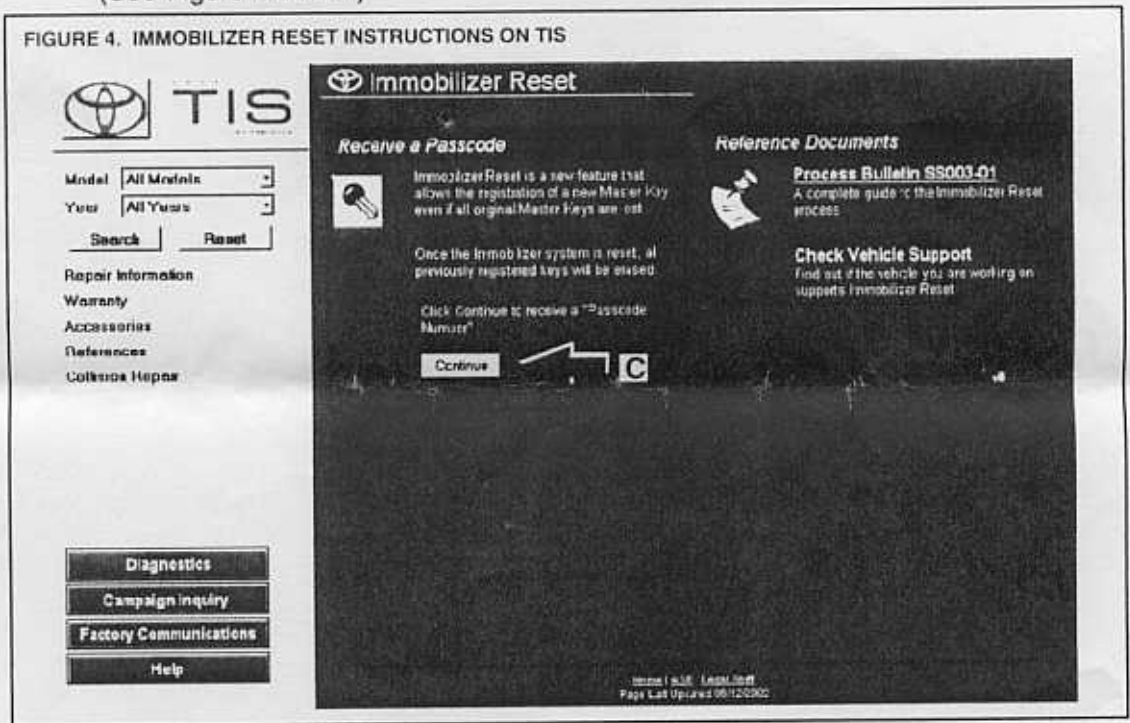 FIGURE 4. IMMOBILIZER RESET INSTRUCTIONS ON TIS
TIS
Model All Models
Year All Years
Search Reset
Repair Information
Warranty
Accessories
References
Collision Repair
Diagnostics
Campaign Inquiry
Factory Communications
Help
Immobilizer Reset
Receive a Passcode
Immobilizer Reset is a new feature that
allows the registration of a new Master Key
even if all orginal Master Keys are lost
Once the Immobilizer system is reset, all
previously registered keys will be erased
Click Continue to receive a "Passcode
Number"
Continue
C
Reference Documents
Process Bulletin SS003-01
A complete guide to the Immobilizer Reset
process
Check Vehicle Support
Find out if the vehicle you are working on
supports Immobilizer Reset
Page Last Updated